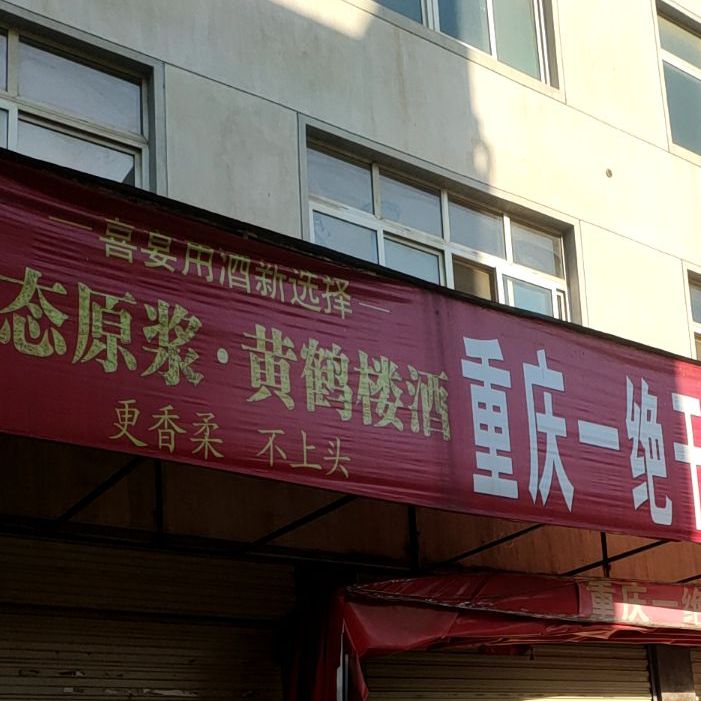 喜宴用酒新选择
态原浆·黄鹤楼酒
更香柔 不上头
重庆一绝
重庆一绝